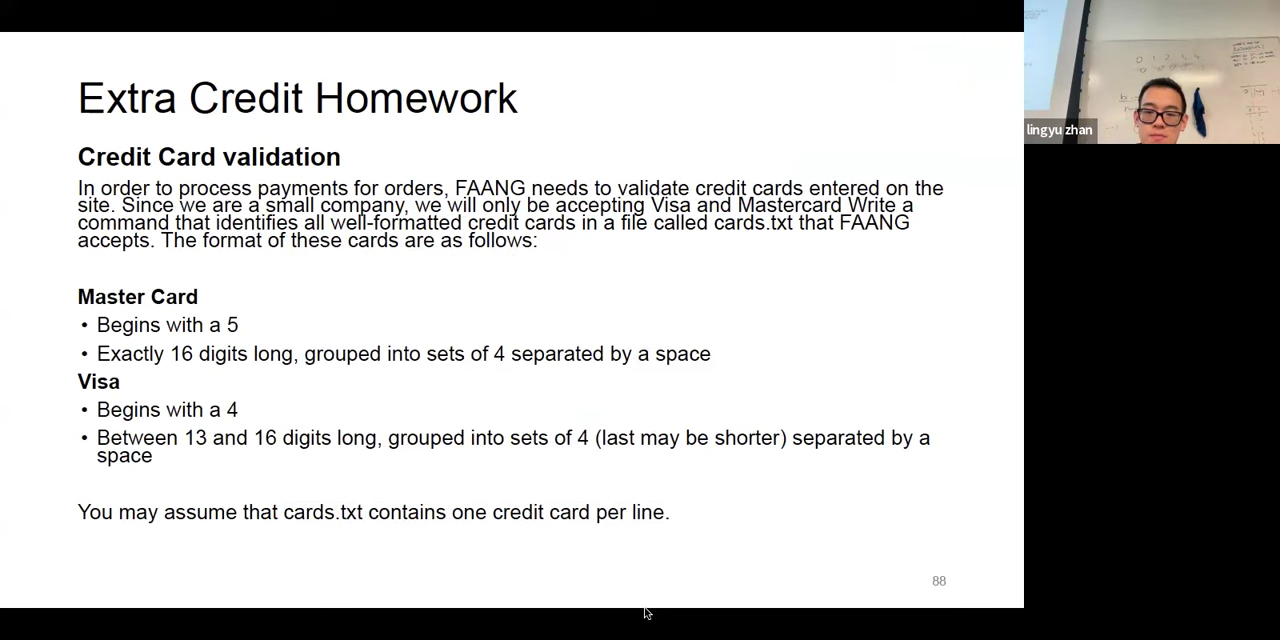 Extra Credit Homework
Credit Card validation
In order to process payments for orders, FAANG needs to validate credit cards entered on the
site. Since we are a small company, we will only be accepting Visa and Mastercard Write a
command that identifies all well-formatted credit cards in a file called cards.txt that FAANG
accepts. The format of these cards are as follows:
Master Card
• Begins with a 5
• Exactly 16 digits long, grouped into sets of 4 separated by a space
Visa
• Begins with a 4
• Between 13 and 16 digits long, grouped into sets of 4 (last may be shorter) separated by a
space
You may assume that cards.txt contains one credit card per line.
88
lingyu zhan